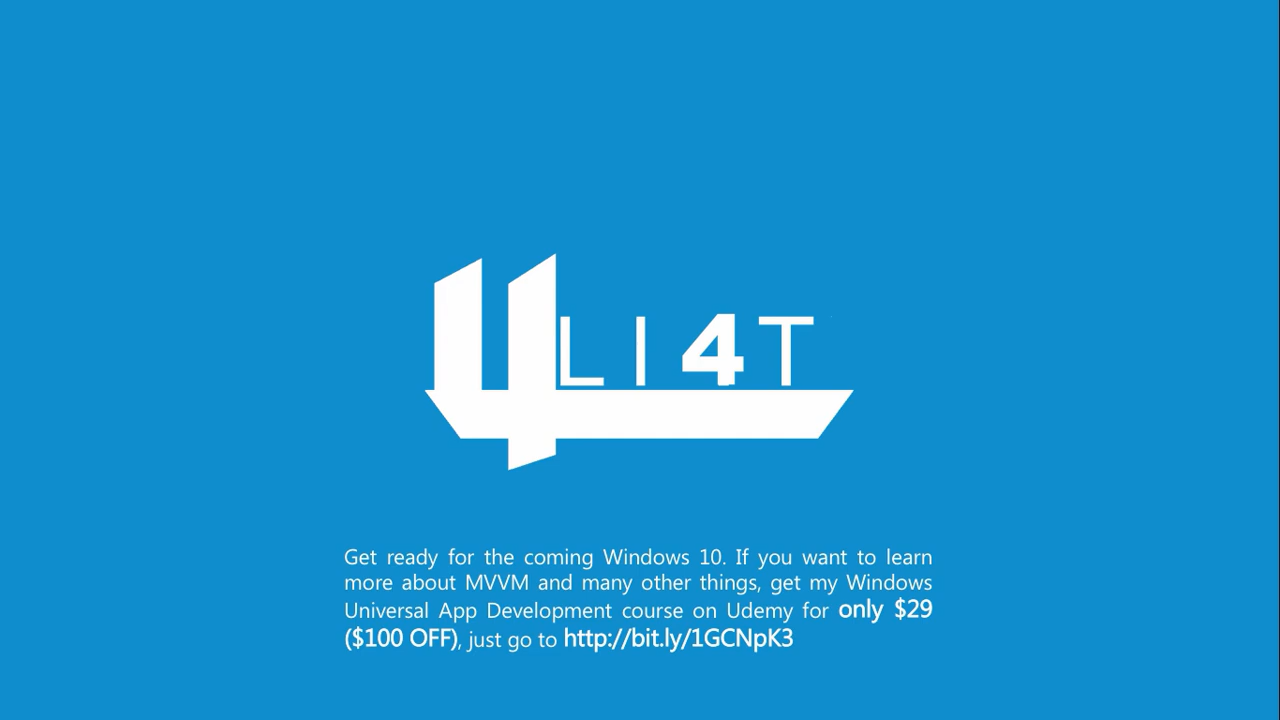 LI4T
Get ready for the coming Windows 10. If you want to learn
more about MVVM and many other things, get my Windows
Universal App Development course on Udemy for only $29
($100 OFF), just go to http://bit.ly/1GCNpK3